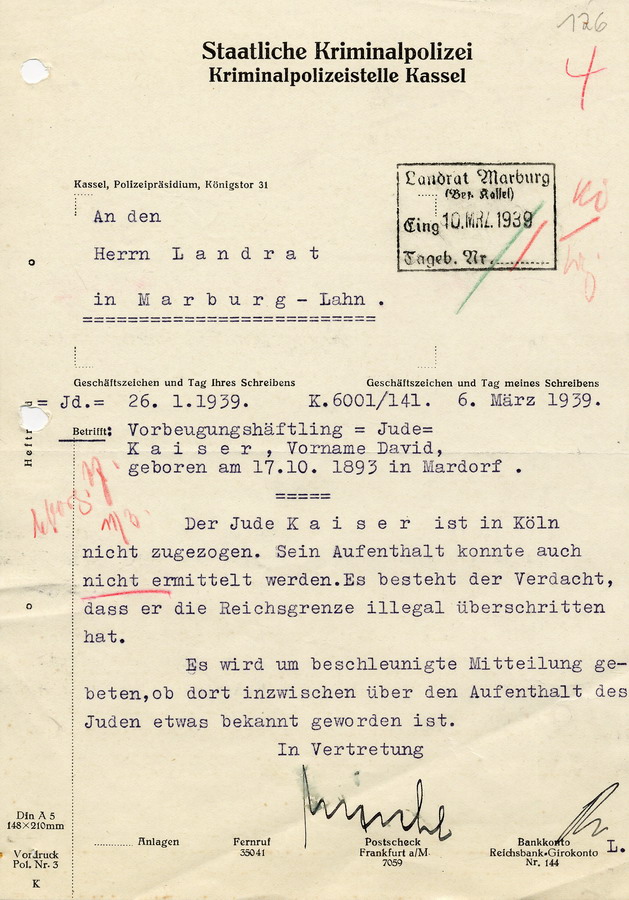 126
4
Staatliche Kriminalpolizei
Kriminalpolizeistelle Kassel
Kassel, Polizeipräsidium, Königstor 31
Landrat Marburg
(Bez. Kassel)
Eing 10. MRZ. 1939
Tageb. Nr.
An den
Herrn L a n d r a t
in M a r b u r g - Lahn .
===========================
Geschäftszeichen und Tag Ihres Schreibens
Geschäftszeichen und Tag meines Schreibens
= Jd.= 26. 1.1939. K.6001/141. 6. März 1939.
Heftr
Betrifft: Vorbeugungshäftling = Jude=
K a i s e r , Vorname David,
geboren am 17.10. 1893 in Mardorf .
=====
Der Jude K a i s e r ist in Köln
nicht zugezogen. Sein Aufenthalt konnte auch
nicht ermittelt werden.Es besteht der Verdacht,
dass er die Reichsgrenze illegal überschritten
hat.
Es wird um beschleunigte Mitteilung ge-
beten,ob dort inzwischen über den Aufenthalt des
Juden etwas bekannt geworden ist.
In Vertretung
Din A 5
148×210mm
Vordruck
Pol. Nr. 3
K
Anlagen
Fernruf
35041
Postscheck
Frankfurt a/M.
7059
Bankkonto
Reichsbank-Girokonto
Nr. 144
L.